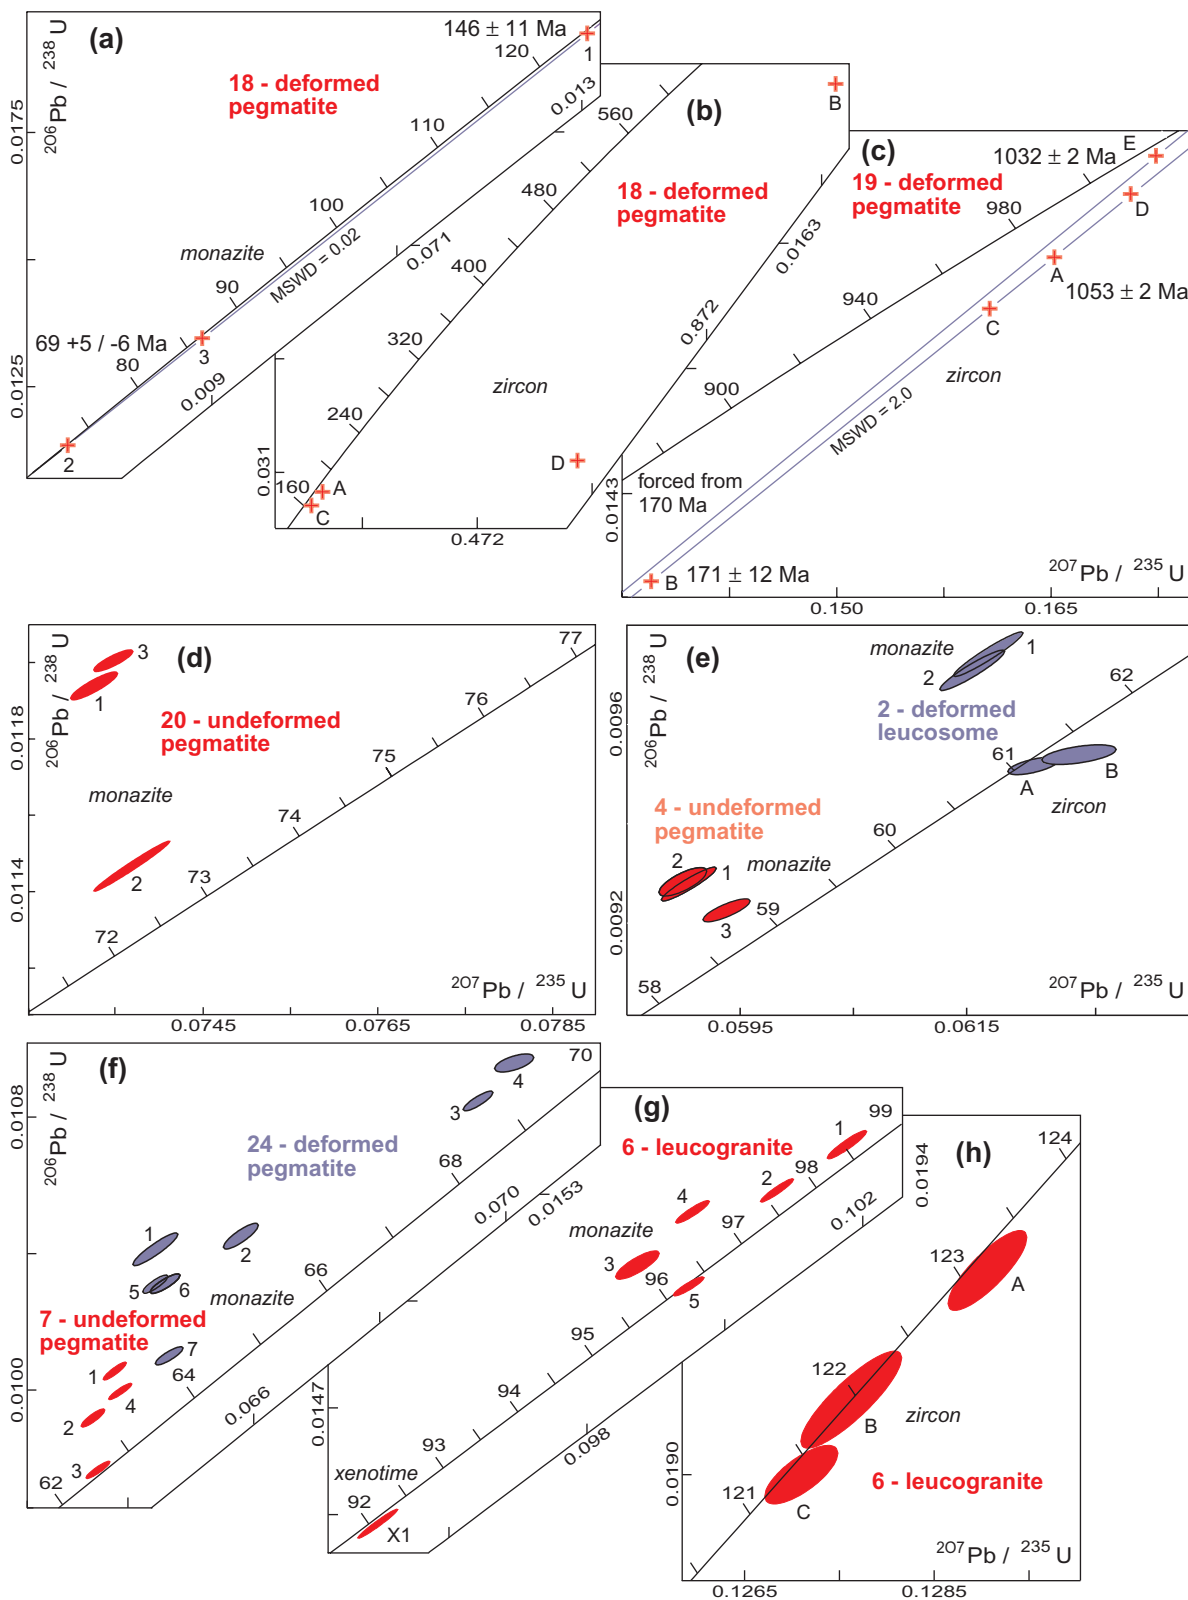 (a)
206Pb / 238 U
146 ± 11 Ma
18 - deformed
pegmatite
0.0175
0.0125
120
1
110
100
90
80
monazite
MSWD = 0.02
69 +5 / -6 Ma
3
2
0.013
0.071
0.009
(b)
B
560
480
400
320
240
160
18 - deformed
pegmatite
zircon
0.0163
0.872
0.031
D
A
C
0.472
(c)
E
1032 ± 2 Ma
19 - deformed
pegmatite
D
980
940
900
A
1053 ± 2 Ma
C
zircon
MSWD = 2.0
forced from
170 Ma
0.0143
B
171 ± 12 Ma
207Pb / 235 U
0.150
0.165
(d)
206Pb / 238 U
3
1
20 - undeformed
pegmatite
monazite
2
77
76
75
74
73
72
0.0118
0.0114
207Pb / 235 U
0.0745
0.0765
0.0785
(e)
206Pb / 238 U
monazite
1
2
2 - deformed
leucosome
62
61
60
59
58
A
B
zircon
4 - undeformed
pegmatite
2
1
monazite
3
0.0096
0.0092
207Pb / 235 U
0.0595
0.0615
(f)
206Pb / 238 U
70
4
3
24 - deformed
pegmatite
68
66
64
62
1
2
5
6
monazite
7
7 - undeformed
pegmatite
1
4
2
3
0.0108
0.0100
0.070
0.066
(g)
6 - leucogranite
99
98
97
96
95
94
93
92
1
2
4
monazite
3
5
0.0153
0.0147
0.102
0.098
xenotime
X1
(h)
0.0194
0.0190
124
123
122
121
A
B
zircon
C
6 - leucogranite
207Pb / 235 U
0.1265
0.1285